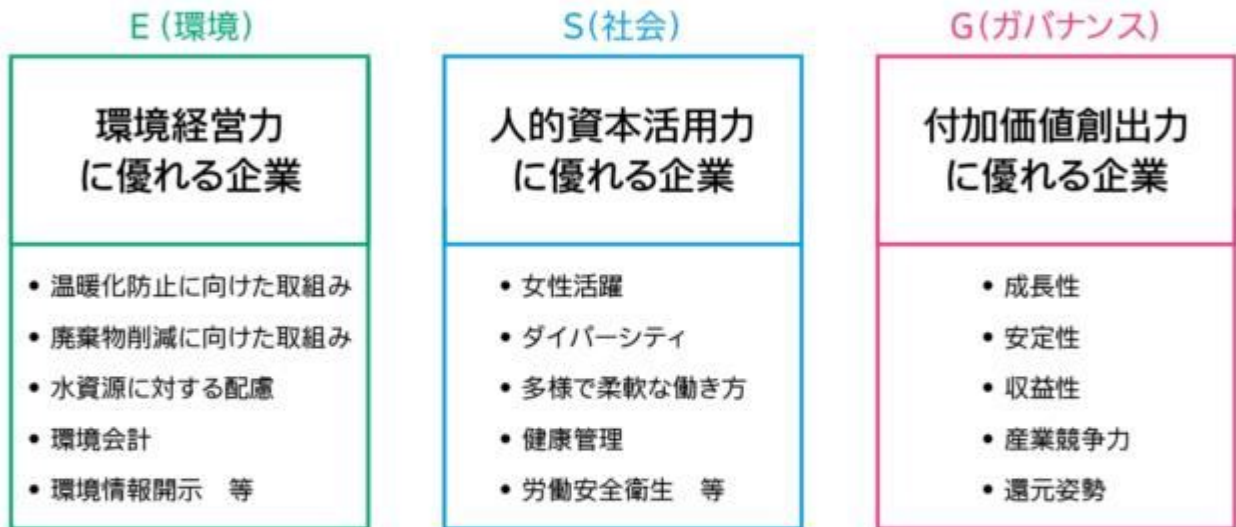 E (環境)
環境経営力
に優れる企業
• 温暖化防止に向けた取組み
• 廃棄物削減に向けた取組み
• 水資源に対する配慮
• 環境会計
• 環境情報開示　等
S(社会)
人的資本活用力
に優れる企業
• 女性活躍
• ダイバーシティ
• 多様で柔軟な働き方
• 健康管理
• 労働安全衛生　等
G(ガバナンス)
付加価値創出力
に優れる企業
• 成長性
• 安定性
• 収益性
• 産業競争力
• 還元姿勢